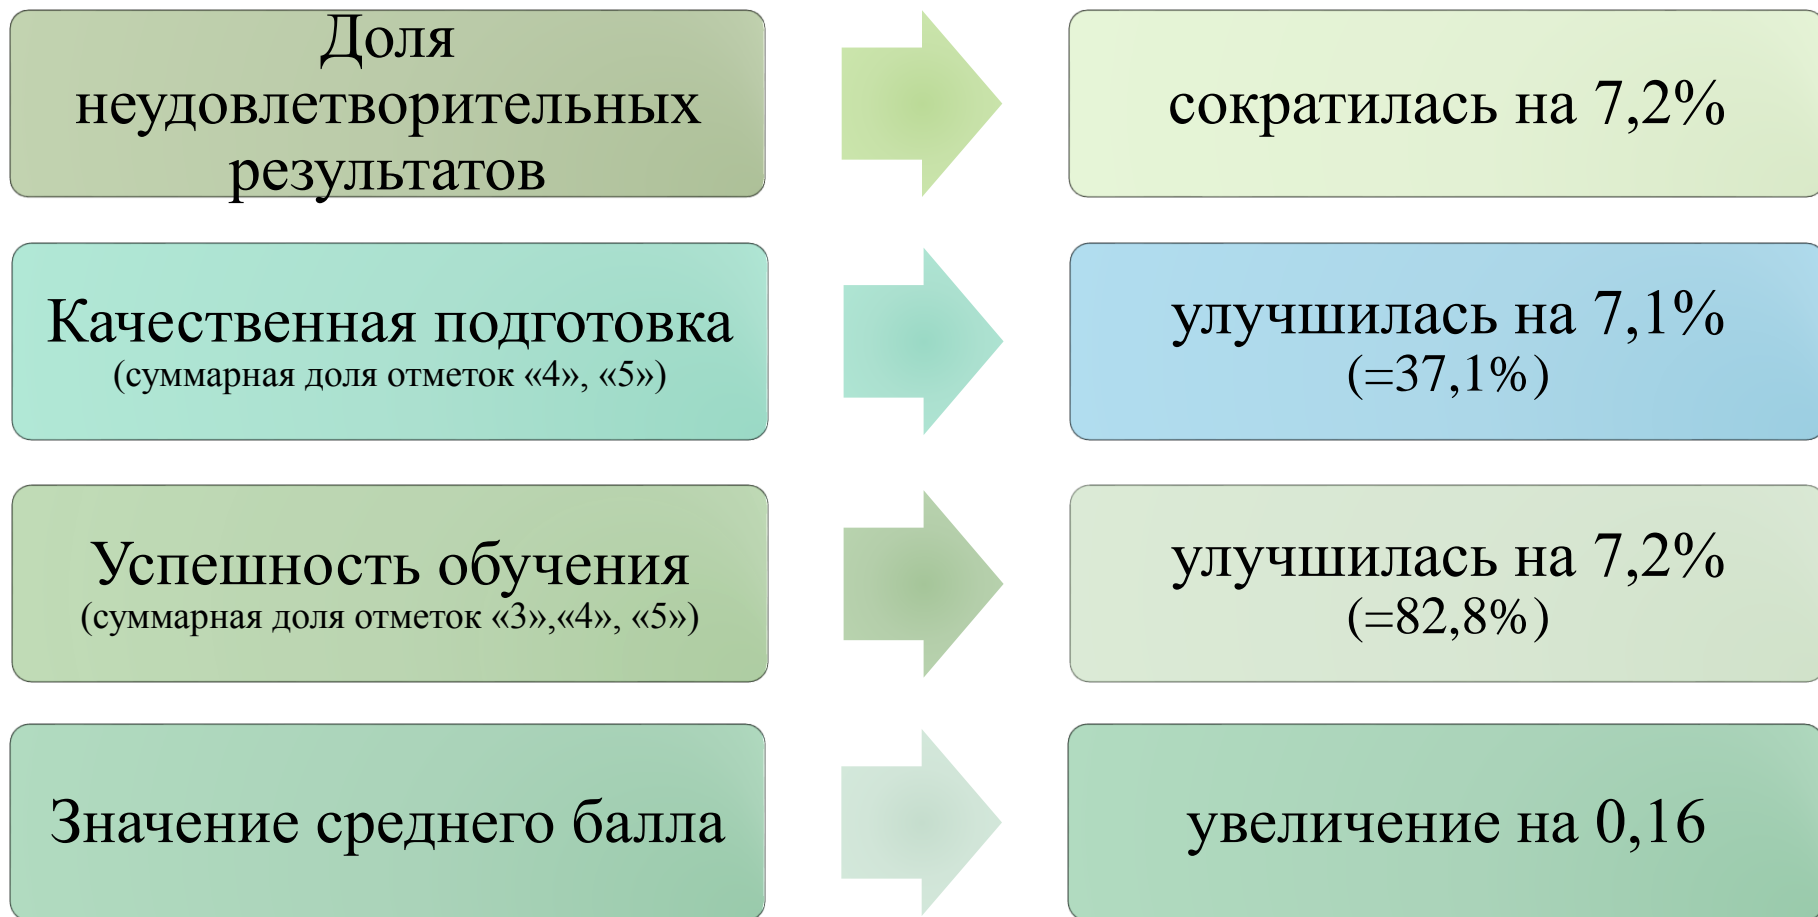 Доля
неудовлетворительных
результатов
сократилась на 7,2%
Качественная подготовка
(суммарная доля отметок «4», «5»)
улучшилась на 7,1%
(=37,1%)
Успешность обучения
(суммарная доля отметок «3»,«4», «5»)
улучшилась на 7,2%
(=82,8%)
Значение среднего балла
увеличение на 0,16